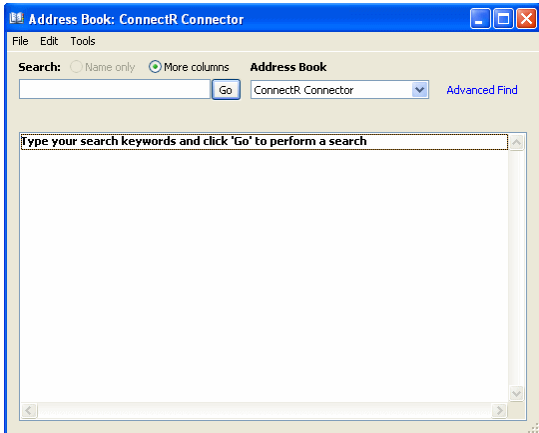 Address Book: ConnectR Connector
File Edit Tools
Search: Name only More columns Address Book
Go ConnectR Connector Advanced Find
Type your search keywords and click 'Go' to perform a search